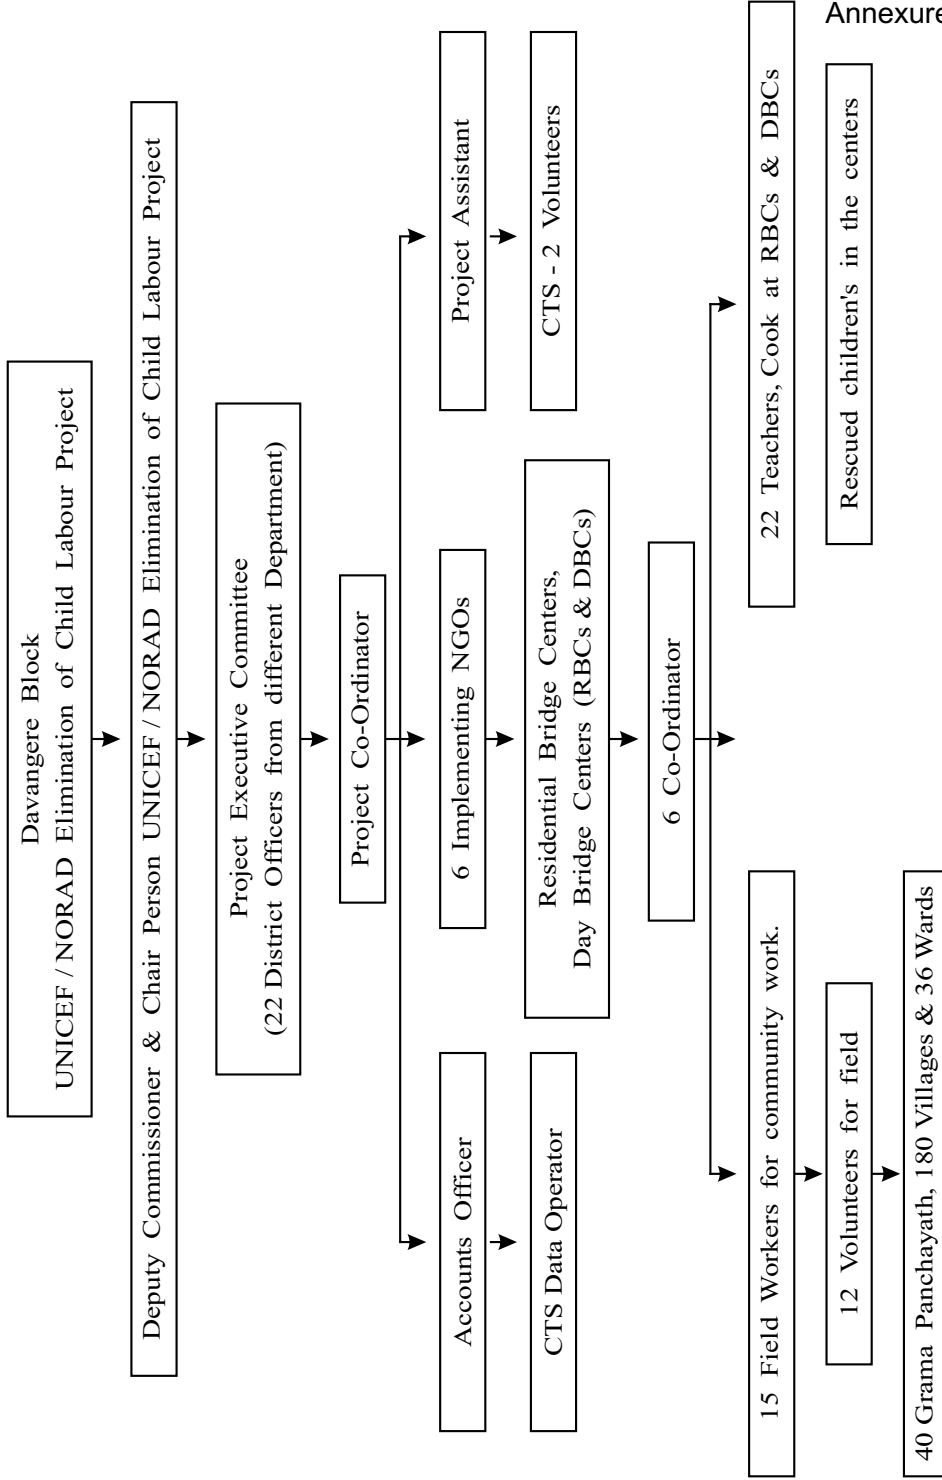 Annexure
Davangere Block
UNICEF / NORAD Elimination of Child Labour Project
Deputy Commissioner & Chair Person UNICEF / NORAD Elimination of Child Labour Project
Project Executive Committee
(22 District Officers from different Department)
Project Co-Ordinator
Accounts Officer
6 Implementing NGOs
Project Assistant
CTS Data Operator
Residential Bridge Centers,
Day Bridge Centers (RBCs & DBCs)
CTS - 2 Volunteers
6 Co-Ordinator
15 Field Workers for community work.
22 Teachers, Cook at RBCs & DBCs
12 Volunteers for field
Rescued children's in the centers
40 Grama Panchayath, 180 Villages & 36 Wards